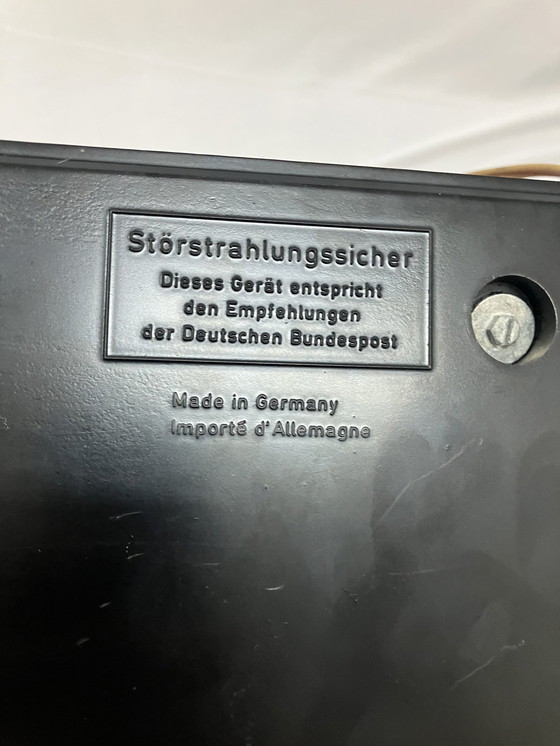 Störstrahlungssicher
Dieses Gerät entspricht
den Empfehlungen
der Deutschen Bundespost
Made in Germany
Importé d'Allemagne